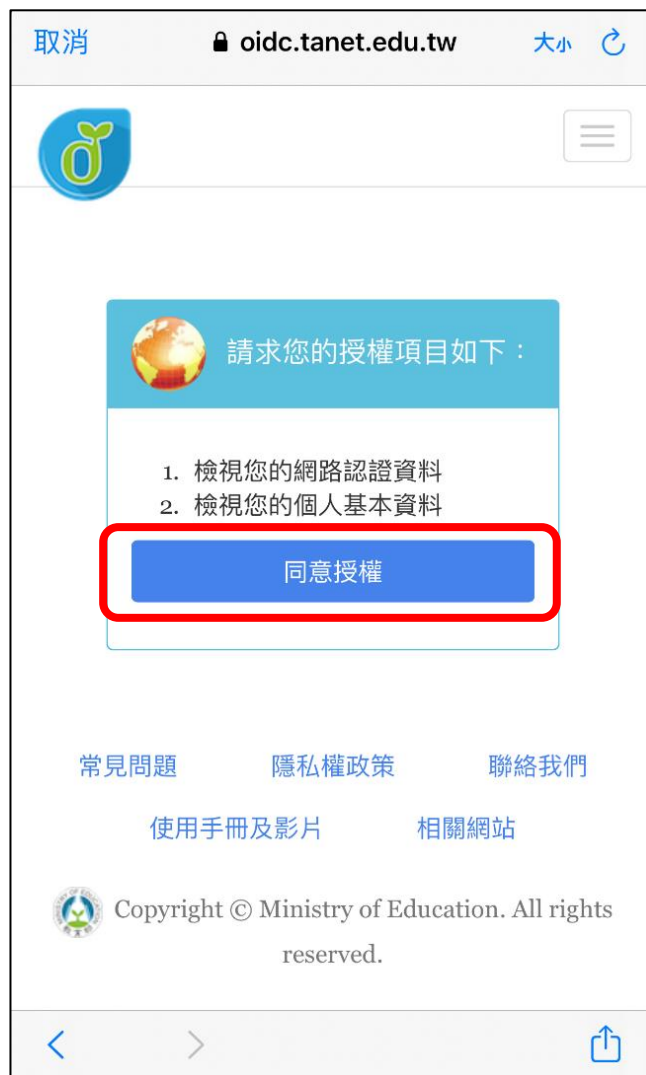 取消 oidc.tanet.edu.tw 大小
請求您的授權項目如下：
1. 檢視您的網路認證資料
2. 檢視您的個人基本資料
同意授權
常見問題 隱私權政策 聯絡我們
使用手冊及影片 相關網站
Copyright © Ministry of Education. All rights
reserved.